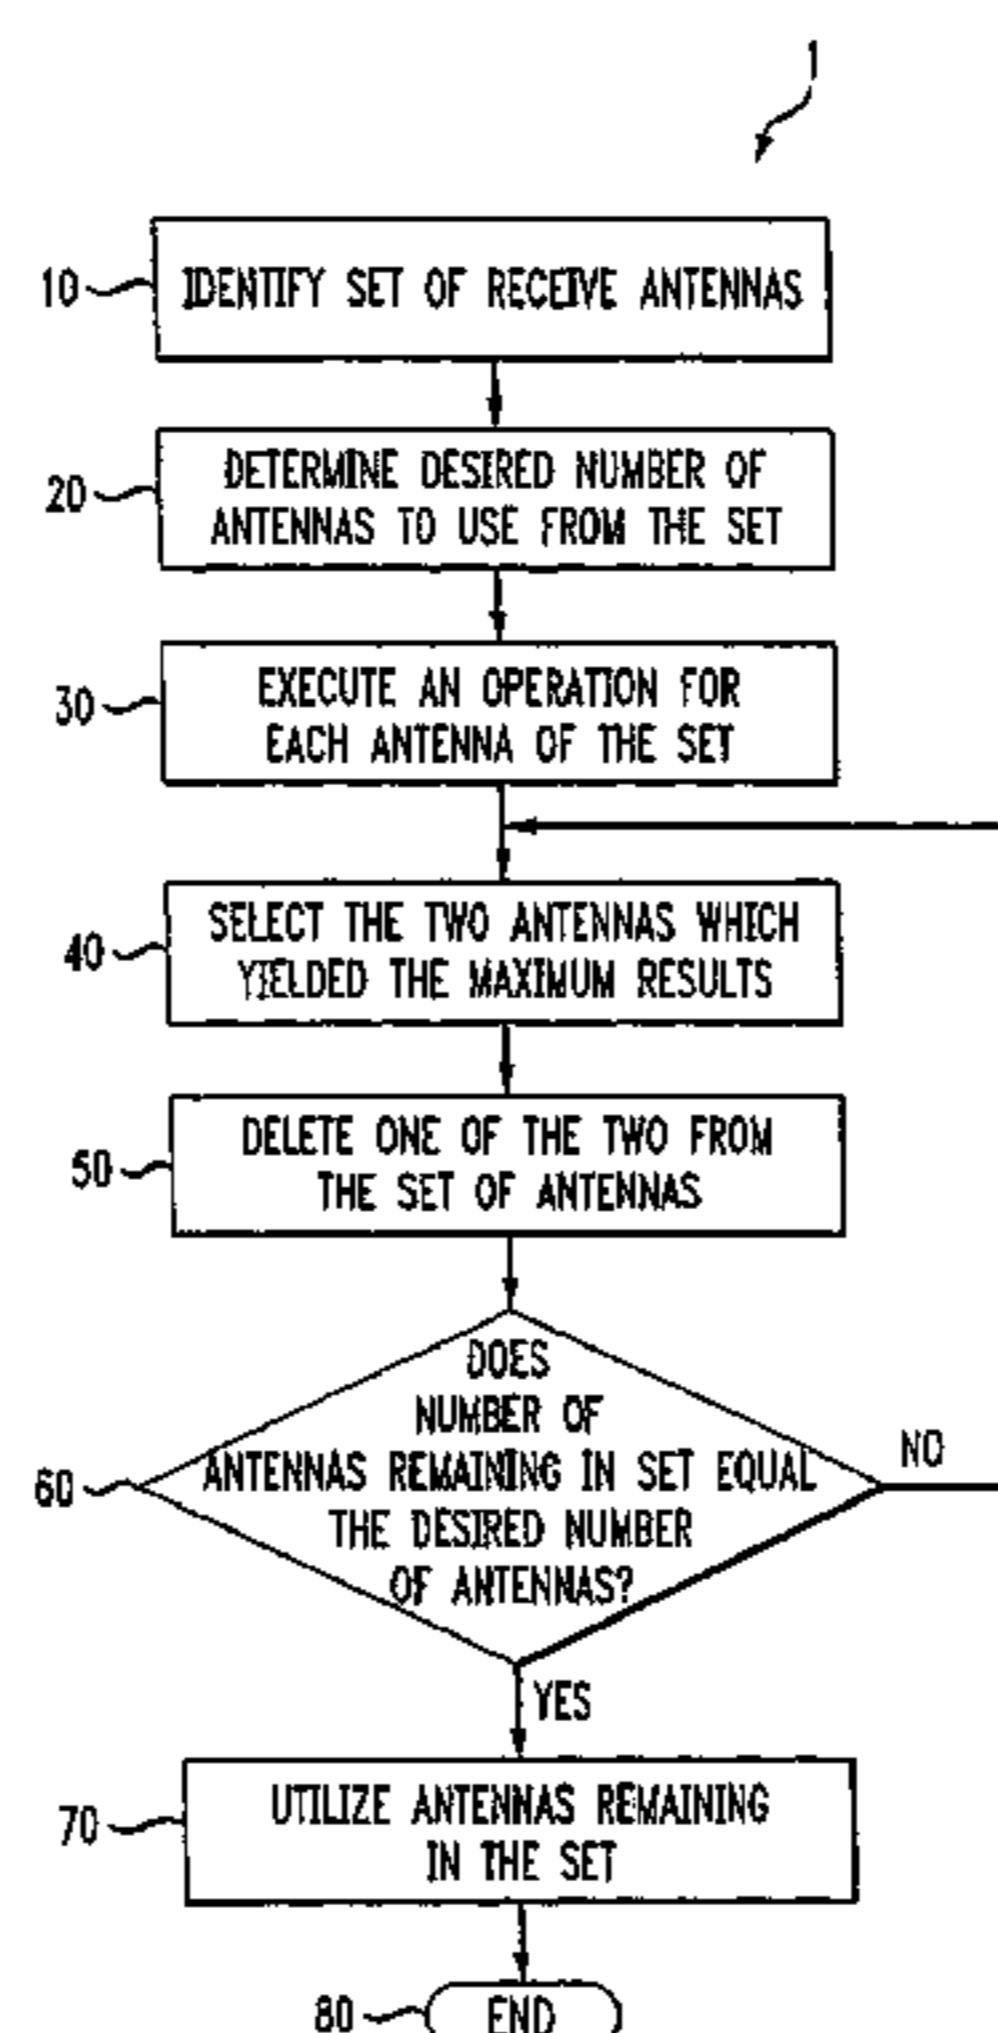 1
10
IDENTIFY SET OF RECEIVE ANTENNAS
20
DETERMINE DESIRED NUMBER OF
ANTENNAS TO USE FROM THE SET
30
EXECUTE AN OPERATION FOR
EACH ANTENNA OF THE SET
40
SELECT THE TWO ANTENNAS WHICH
YIELDED THE MAXIMUM RESULTS
50
DELETE ONE OF THE TWO FROM
THE SET OF ANTENNAS
60
DOES
NUMBER OF
ANTENNAS REMAINING IN SET EQUAL
THE DESIRED NUMBER
OF ANTENNAS?
NO
YES
70
UTILIZE ANTENNAS REMAINING
IN THE SET
80
END